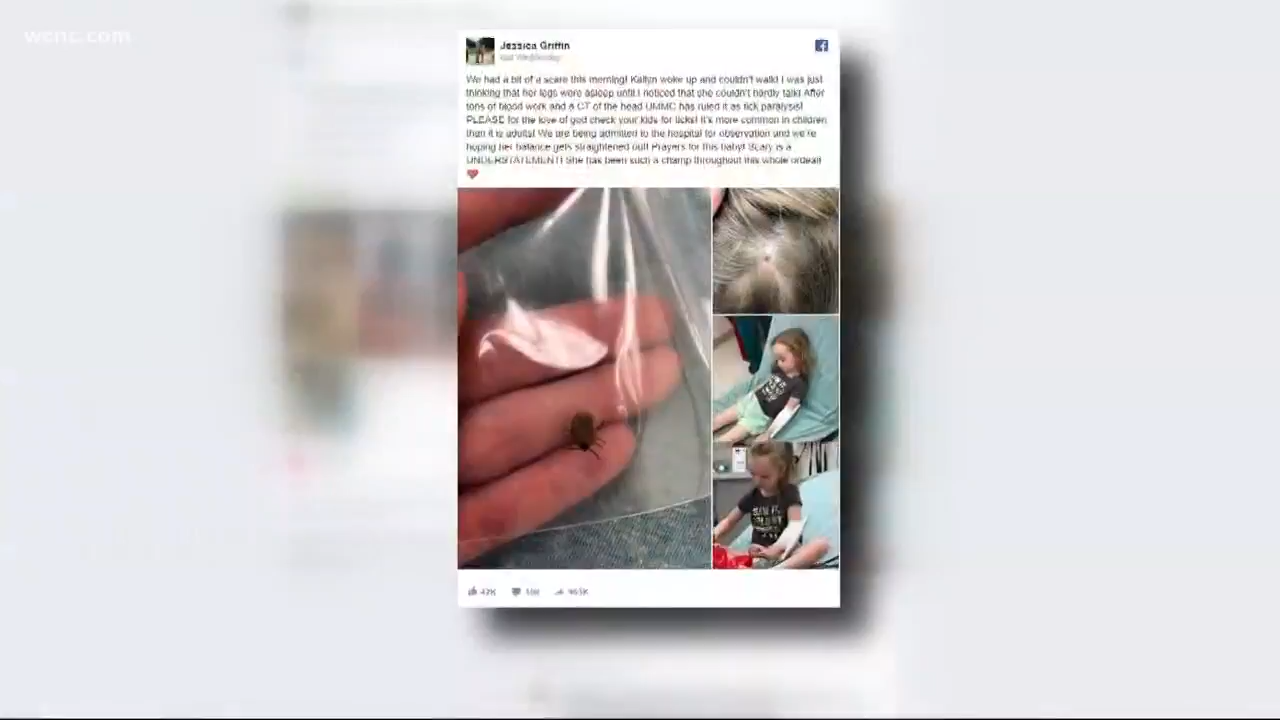 wcnc.com
Jessica Griffin
We had a bit of a scare this morning! Kailyn woke up and couldn't walk! I was just
thinking that her legs were asleep until I noticed that she couldn't hardly talk! After
tons of blood work and a CT of the head UMMC has ruled it as tick paralysis!
PLEASE for the love of god check your kids for ticks! It's more common in children
than it is adults! We are being admitted to the hospital for observation and we're
hoping her balance gets straightened out! Prayers for this baby! Scary is a
UNDERSTATEMENT! She has been such a champ throughout this whole ordeal!